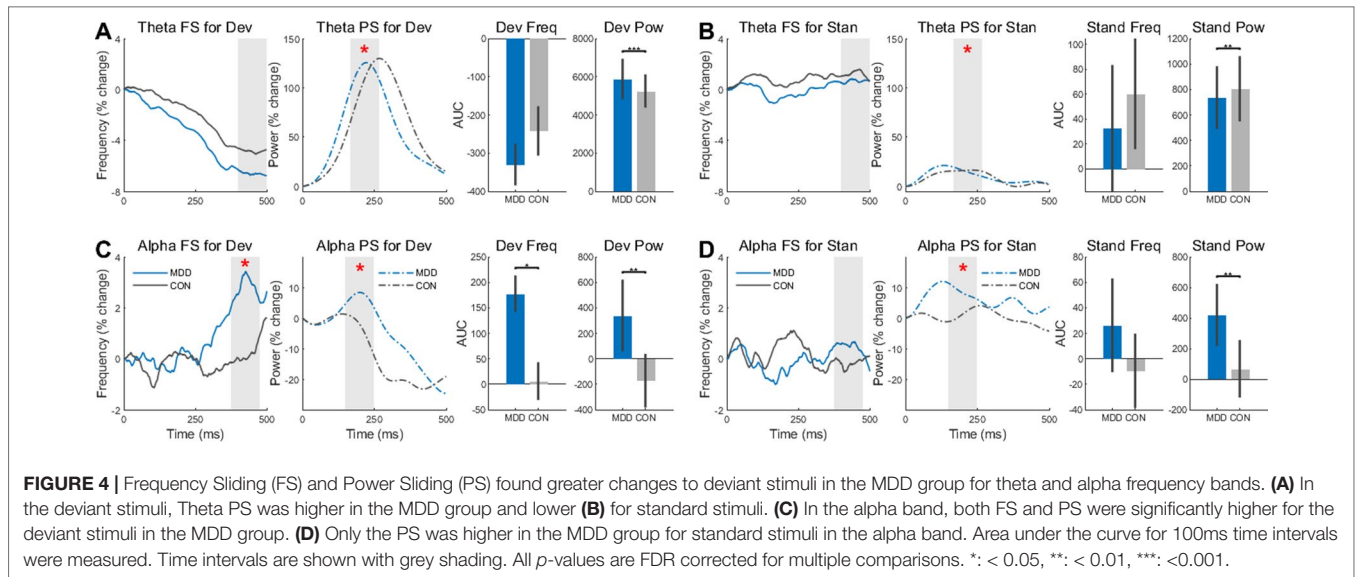 A
Theta FS for Dev
Theta PS for Dev
Dev Freq
Dev Pow
B
Theta FS for Stan
Theta PS for Stan
Stand Freq
Stand Pow
Frequency (% change)
4
0
-4
-8
0
250
500
Power (% change)
150
100
50
0
*
0
250
500
AUC
0
-100
-200
-300
-400
MDD CON
8000
6000
4000
2000
0
***
MDD CON
Frequency (% change)
4
0
-4
-8
0
250
500
Power (% change)
150
100
50
0
*
0
250
500
AUC
100
80
60
40
20
0
MDD CON
1200
1000
800
600
400
200
0
**
MDD CON
C
Alpha FS for Dev
Alpha PS for Dev
Dev Freq
Dev Pow
D
Alpha FS for Stan
Alpha PS for Stan
Stand Freq
Stand Pow
Frequency (% change)
4
2
0
-2
MDD
CON
*
0
250
500
Time (ms)
Power (% change)
10
0
-10
-20
*
MDD
CON
0
250
500
Time (ms)
AUC
250
200
150
100
50
0
50
*
MDD CON
800
600
400
200
0
-200
-400
**
MDD CON
Frequency (% change)
4
2
0
-2
MDD
CON
0
250
500
Time (ms)
Power (% change)
10
0
-10
-20
*
MDD
CON
0
250
500
Time (ms)
AUC
100
80
60
40
20
0
-20
-40
MDD CON
800
600
400
200
0
-200
**
MDD CON
FIGURE 4 | Frequency Sliding (FS) and Power Sliding (PS) found greater changes to deviant stimuli in the MDD group for theta and alpha frequency bands. (A) In
the deviant stimuli, Theta PS was higher in the MDD group and lower (B) for standard stimuli. (C) In the alpha band, both FS and PS were significantly higher for the
deviant stimuli in the MDD group. (D) Only the PS was higher in the MDD group for standard stimuli in the alpha band. Area under the curve for 100ms time intervals
were measured. Time intervals are shown with grey shading. All p-values are FDR corrected for multiple comparisons. *: < 0.05, **: < 0.01, ***: <0.001.